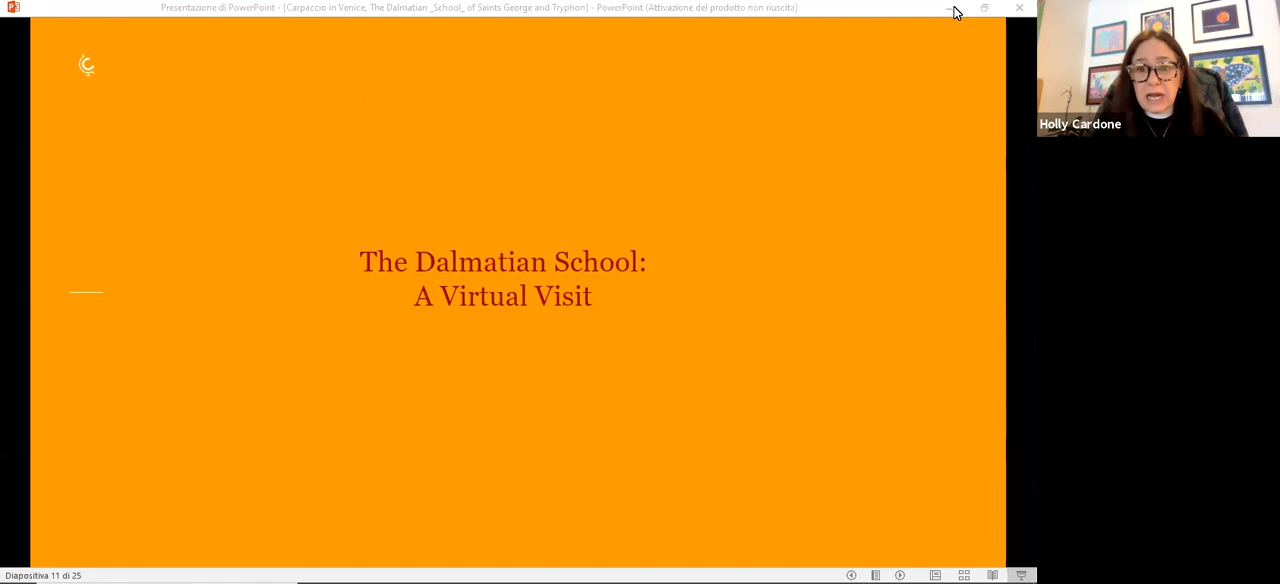 Presentazione di PowerPoint - [Carpaccio in Venice, The Dalmatian _School_ of Saints George and Tryphon] - PowerPoint (Attivazione del prodotto non riuscita)
Holly Cardone
The Dalmatian School:
A Virtual Visit
Diapositiva 11 di 25